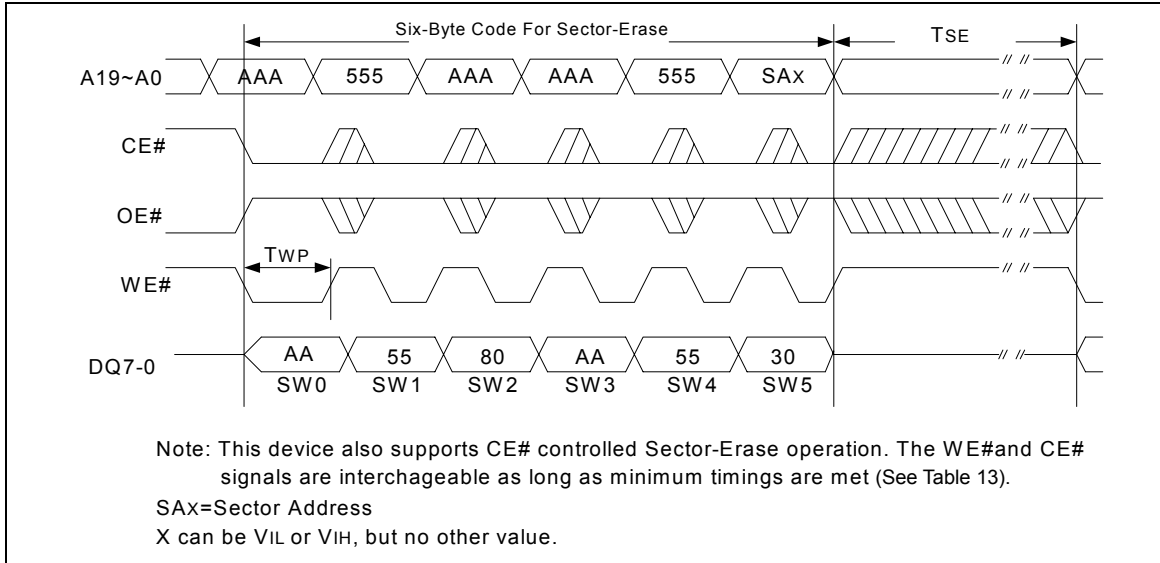 Six-Byte Code For Sector-Erase
TSE
A19~A0
AAA 555 AAA AAA 555 SAX
CE#
OE#
TWP
WE#
DQ7-0
AA 55 80 AA 55 30
SW0 SW1 SW2 SW3 SW4 SW5
Note: This device also supports CE# controlled Sector-Erase operation. The WE#and CE#
signals are interchageable as long as minimum timings are met (See Table 13).
SAX=Sector Address
X can be VIL or VIH, but no other value.